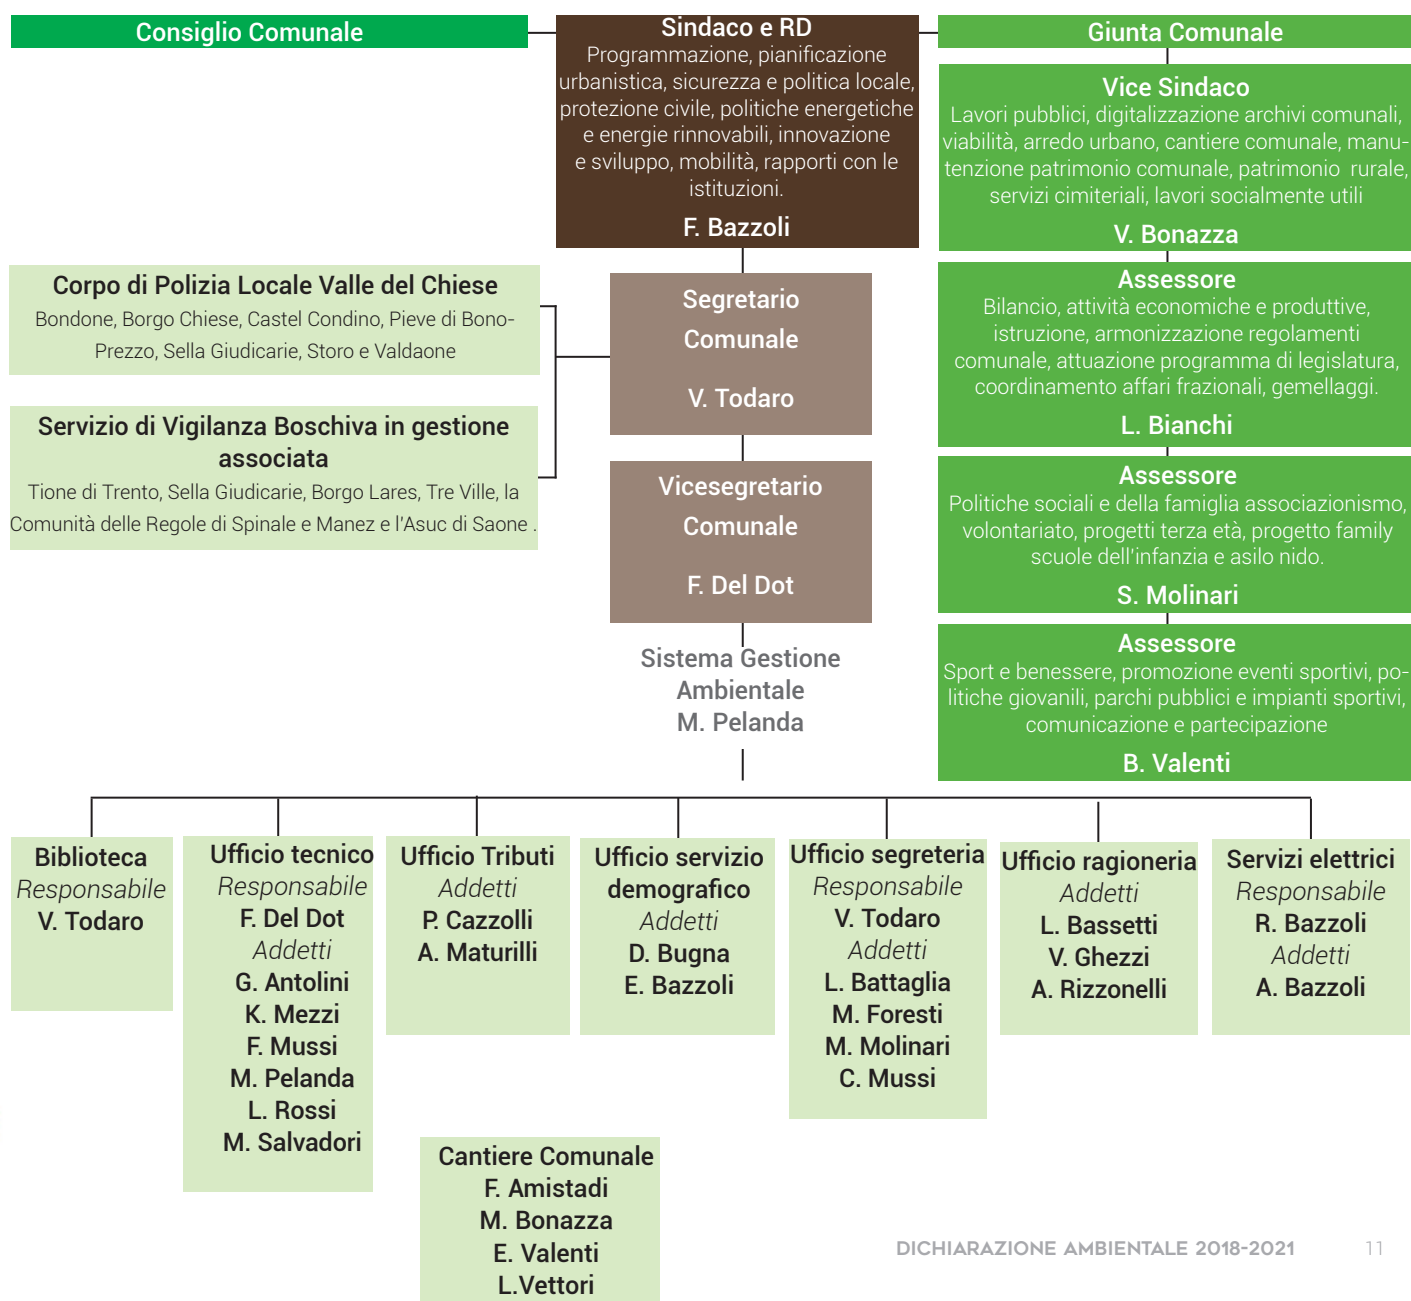 Consiglio Comunale
Sindaco e RD
Programmazione, pianificazione
urbanistica, sicurezza e politica locale,
protezione civile, politiche energetiche
e energie rinnovabili, innovazione
e sviluppo, mobilità, rapporti con le
istituzioni.
F. Bazzoli
Giunta Comunale
Vice Sindaco
Lavori pubblici, digitalizzazione archivi comunali,
viabilità, arredo urbano, cantiere comunale, manu-
tenzione patrimonio comunale, patrimonio rurale,
servizi cimiteriali, lavori socialmente utili
V. Bonazza
Assessore
Bilancio, attività economiche e produttive,
istruzione, armonizzazione regolamenti
comunale, attuazione programma di legislatura,
coordinamento affari frazionali, gemellaggi.
L. Bianchi
Assessore
Politiche sociali e della famiglia associazionismo,
volontariato, progetti terza età, progetto family
scuole dell'infanzia e asilo nido.
S. Molinari
Assessore
Sport e benessere, promozione eventi sportivi, po-
litiche giovanili, parchi pubblici e impianti sportivi,
comunicazione e partecipazione
B. Valenti
Corpo di Polizia Locale Valle del Chiese
Bondone, Borgo Chiese, Castel Condino, Pieve di Bono-
Prezzo, Sella Giudicarie, Storo e Valdaone
Servizio di Vigilanza Boschiva in gestione
associata
Tione di Trento, Sella Giudicarie, Borgo Lares, Tre Ville, la
Comunità delle Regole di Spinale e Manez e l'Asuc di Saone .
Segretario
Comunale
V. Todaro
Vicesegretario
Comunale
F. Del Dot
Sistema Gestione
Ambientale
M. Pelanda
Biblioteca
Responsabile
V. Todaro
Ufficio tecnico
Responsabile
F. Del Dot
Addetti
G. Antolini
K. Mezzi
F. Mussi
M. Pelanda
L. Rossi
M. Salvadori
Ufficio Tributi
Addetti
P. Cazzolli
A. Maturilli
Ufficio servizio
demografico
Addetti
D. Bugna
E. Bazzoli
Ufficio segreteria
Responsabile
V. Todaro
Addetti
L. Battaglia
M. Foresti
M. Molinari
C. Mussi
Ufficio ragioneria
Addetti
L. Bassetti
V. Ghezzi
A. Rizzonelli
Servizi elettrici
Responsabile
R. Bazzoli
Addetti
A. Bazzoli
Cantiere Comunale
F. Amistadi
M. Bonazza
E. Valenti
L.Vettori
DICHIARAZIONE AMBIENTALE 2018-2021 11